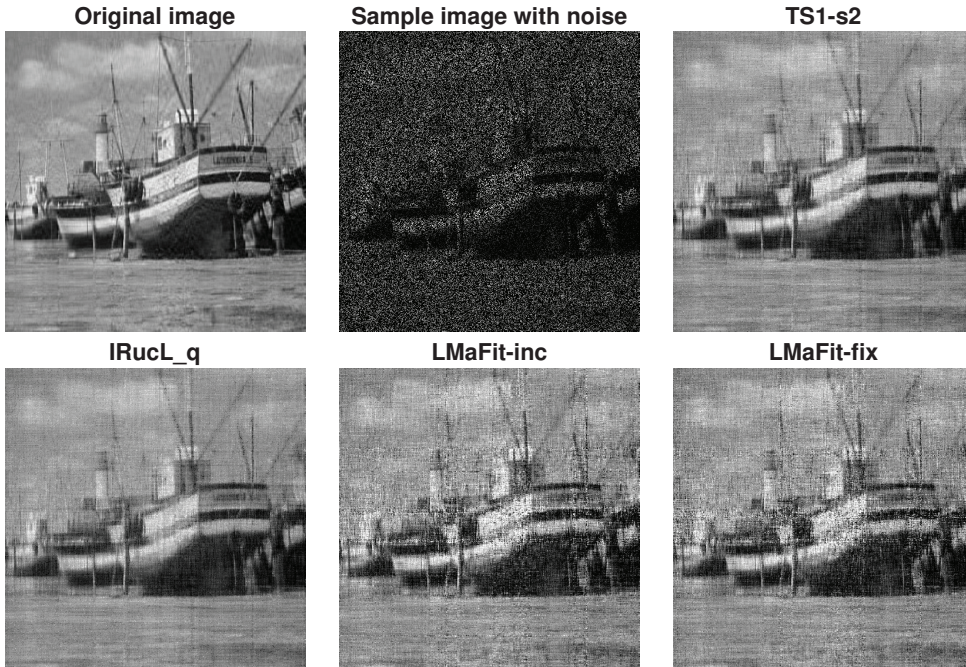 Original image
Sample image with noise
TS1-s2
IRucL_q
LMaFit-inc
LMaFit-fix